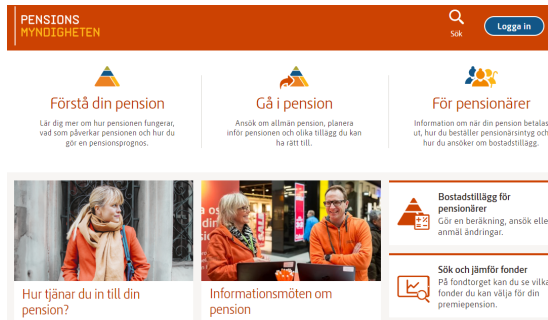 PENSIONS
MYNDIGHETEN
Sök
Logga in
Förstå din pension
Lär dig mer om hur pensionen fungerar,
vad som påverkar pensionen och hur du
gör en pensionsprognos.
Gå i pension
Ansök om allmän pension, planera
inför pensionen och olika tillägg du kan
ha rätt till.
För pensionärer
Information om när din pension betalas
ut, hur du beställer pensionärsintyg och
hur du ansöker om bostadstillägg.
Hur tjänar du in till din
pension?
Informationsmöten om
pension
Bostadstillägg för
pensionärer
Gör en beräkning, ansök elle
anmäl ändringar.
Sök och jämför fonder
På fondtorget kan du se vilka
fonder du kan välja för din
premiepension.